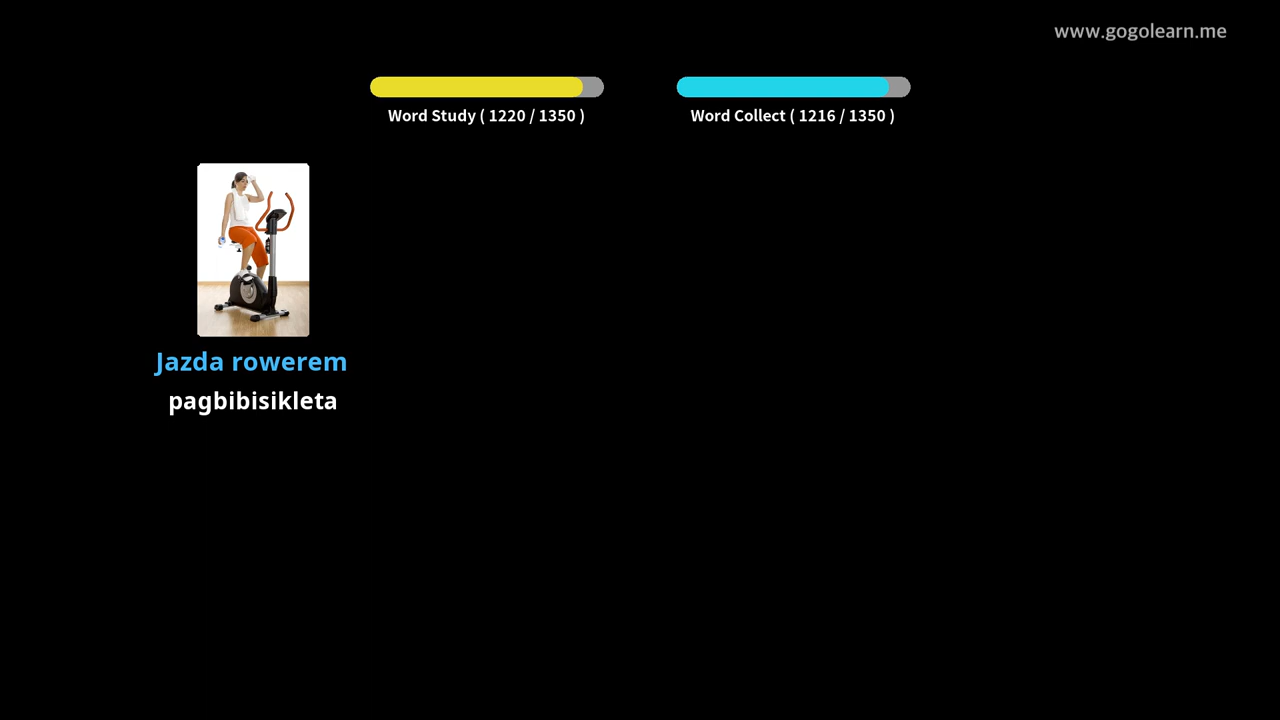 www.gogolearn.me
Word Study ( 1220 / 1350 )
Word Collect ( 1216 / 1350 )
Jazda rowerem
pagbibisikleta